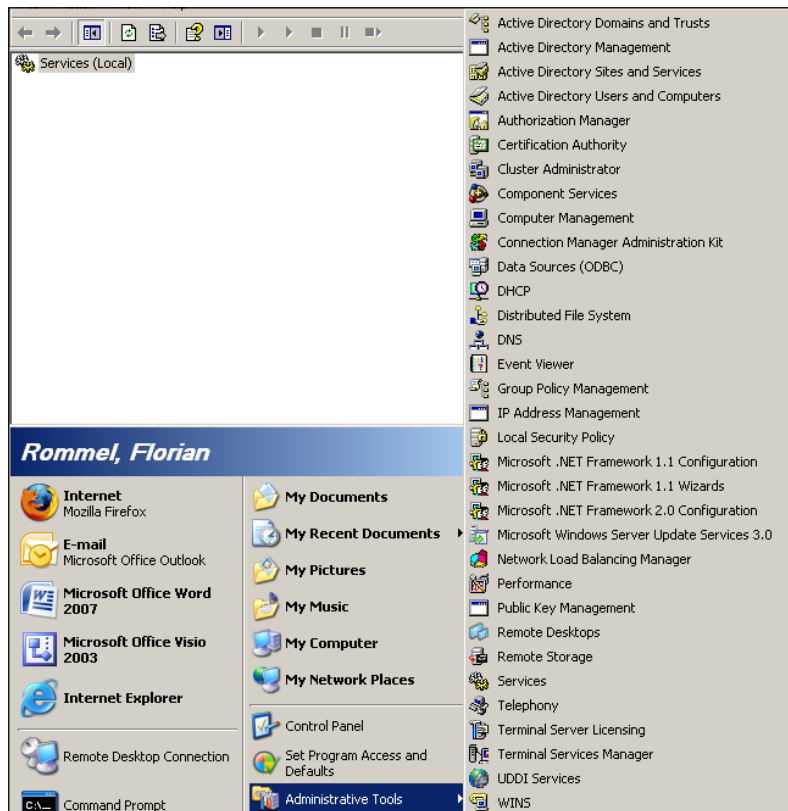 Services (Local)
Active Directory Domains and Trusts
Active Directory Management
Active Directory Sites and Services
Active Directory Users and Computers
Authorization Manager
Certification Authority
Cluster Administrator
Component Services
Computer Management
Connection Manager Administration Kit
Data Sources (ODBC)
DHCP
Distributed File System
DNS
Event Viewer
Group Policy Management
IP Address Management
Local Security Policy
Microsoft .NET Framework 1.1 Configuration
Microsoft .NET Framework 1.1 Wizards
Microsoft .NET Framework 2.0 Configuration
Microsoft Windows Server Update Services 3.0
Network Load Balancing Manager
Performance
Public Key Management
Remote Desktops
Remote Storage
Services
Telephony
Terminal Server Licensing
Terminal Services Manager
UDDI Services
WINS
Rommel, Florian
Internet
Mozilla Firefox
E-mail
Microsoft Office Outlook
Microsoft Office Word
2007
Microsoft Office Visio
2003
Internet Explorer
Remote Desktop Connection
Command Prompt
My Documents
My Recent Documents
My Pictures
My Music
My Computer
My Network Places
Control Panel
Set Program Access and
Defaults
Administrative Tools